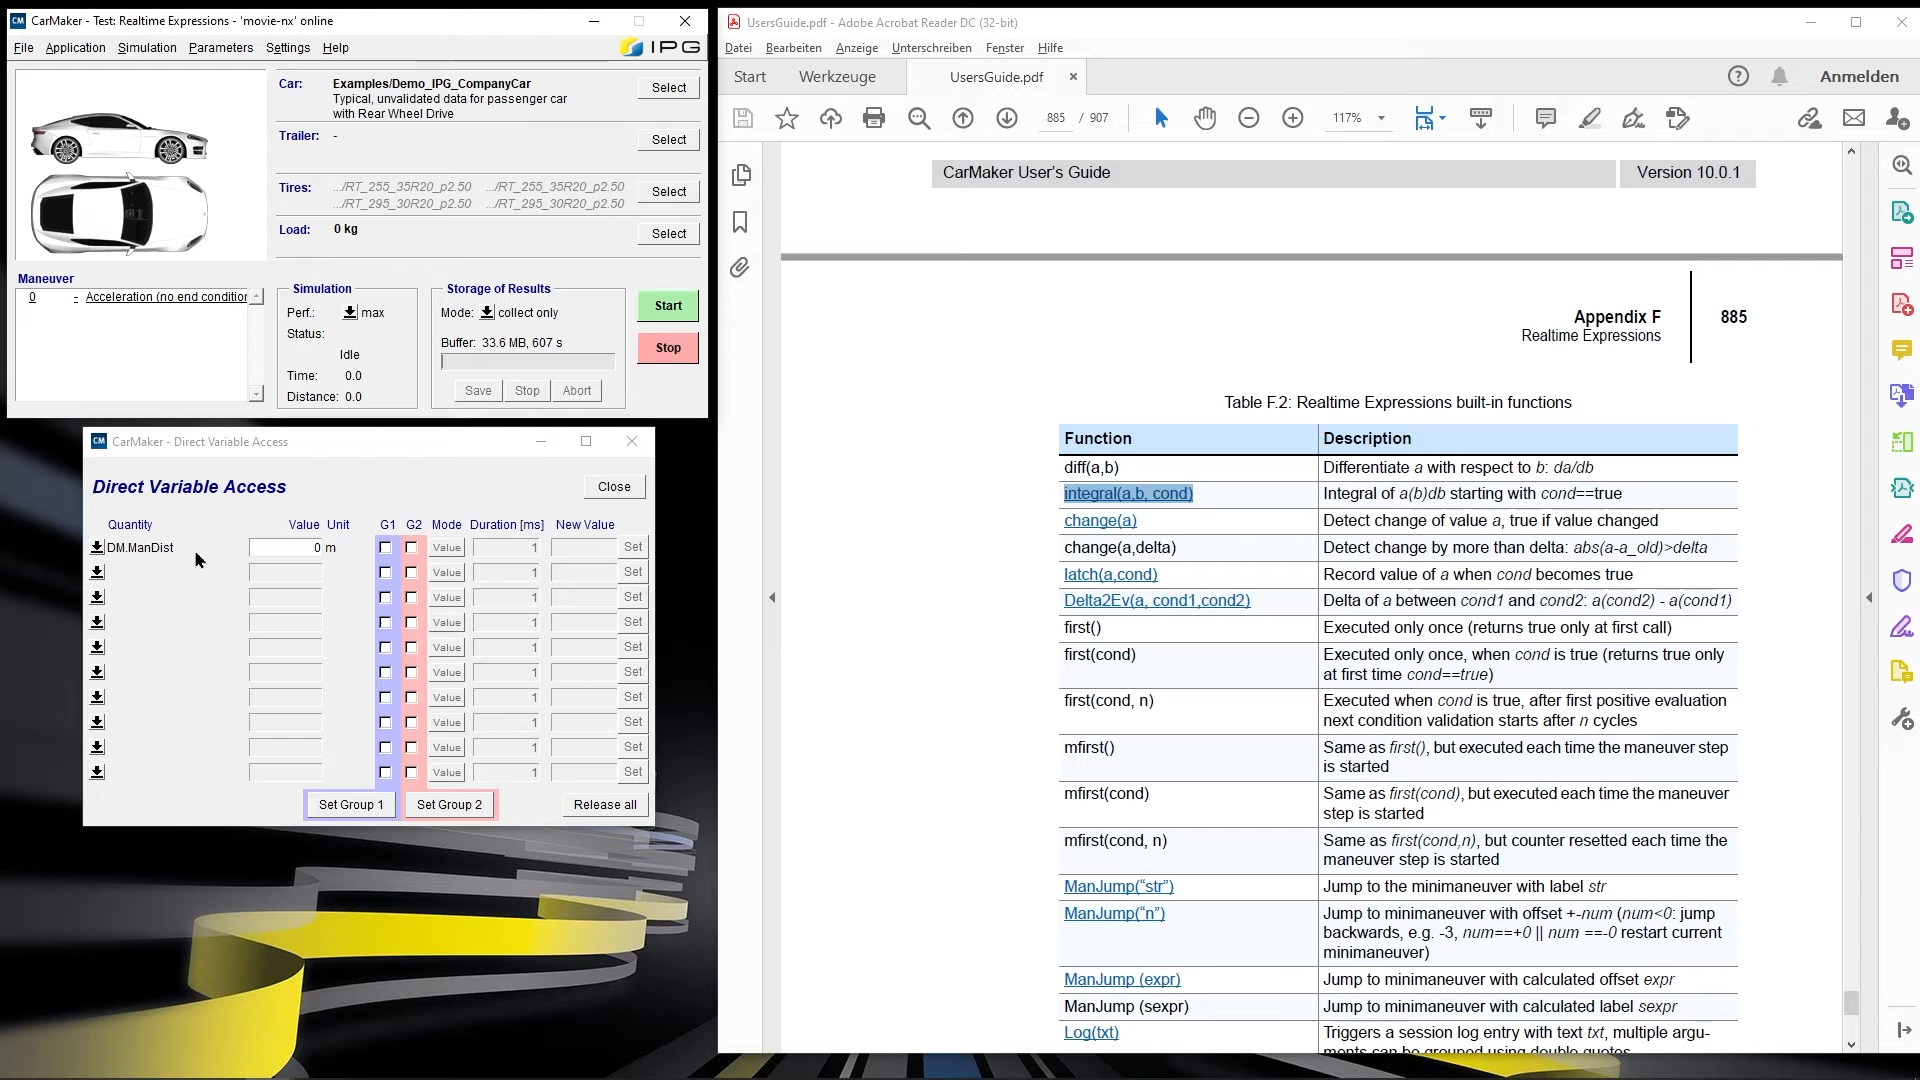 CarMaker - Test: Realtime Expressions - 'movie-nx' online
File Application Simulation Parameters Settings Help
IPG
Car: Examples/Demo_IPG_CompanyCar
Typical, unvalidated data for passenger car
with Rear Wheel Drive
Select
Trailer: -
Select
Tires: .../RT_255_35R20_p2.50 .../RT_255_35R20_p2.50
.../RT_295_30R20_p2.50 .../RT_295_30R20_p2.50
Select
Load: 0 kg
Select
Maneuver
0 - Acceleration (no end condition
Simulation
Perf.: max
Status:
Idle
Time: 0.0
Distance: 0.0
Storage of Results
Mode: collect only
Buffer: 33.6 MB, 607 s
Save Stop Abort
Start
Stop
CarMaker - Direct Variable Access
Direct Variable Access
Close
Quantity Value Unit G1 G2 Mode Duration [ms] New Value
DM.ManDist 0 m Value 1 Set
Value 1 Set
Value 1 Set
Value 1 Set
Value 1 Set
Value 1 Set
Value 1 Set
Value 1 Set
Value 1 Set
Value 1 Set
Set Group 1 Set Group 2 Release all
UsersGuide.pdf - Adobe Acrobat Reader DC (32-bit)
Datei Bearbeiten Anzeige Unterschreiben Fenster Hilfe
Start Werkzeuge UsersGuide.pdf Anmelden
885 / 907 117%
CarMaker User's Guide Version 10.0.1
Appendix F 885
Realtime Expressions
Table F.2: Realtime Expressions built-in functions
Function Description
diff(a,b) Differentiate a with respect to b: da/db
integral(a,b, cond) Integral of a(b)db starting with cond==true
change(a) Detect change of value a, true if value changed
change(a,delta) Detect change by more than delta: abs(a-a_old)>delta
latch(a,cond) Record value of a when cond becomes true
Delta2Ev(a, cond1,cond2) Delta of a between cond1 and cond2: a(cond2) - a(cond1)
first() Executed only once (returns true only at first call)
first(cond) Executed only once, when cond is true (returns true only
at first time cond==true)
first(cond, n) Executed when cond is true, after first positive evaluation
next condition validation starts after n cycles
mfirst() Same as first(), but executed each time the maneuver step
is started
mfirst(cond) Same as first(cond), but executed each time the maneuver
step is started
mfirst(cond, n) Same as first(cond,n), but counter resetted each time the
maneuver step is started
ManJump(“str”) Jump to the minimaneuver with label str
ManJump(“n”) Jump to minimaneuver with offset +-num (num<0: jump
backwards, e.g. -3, num==+0 || num ==-0 restart current
minimaneuver)
ManJump (expr) Jump to minimaneuver with calculated offset expr
ManJump (sexpr) Jump to minimaneuver with calculated label sexpr
Log(txt) Triggers a session log entry with text txt, multiple argu-
ments can be grouped using double quotes